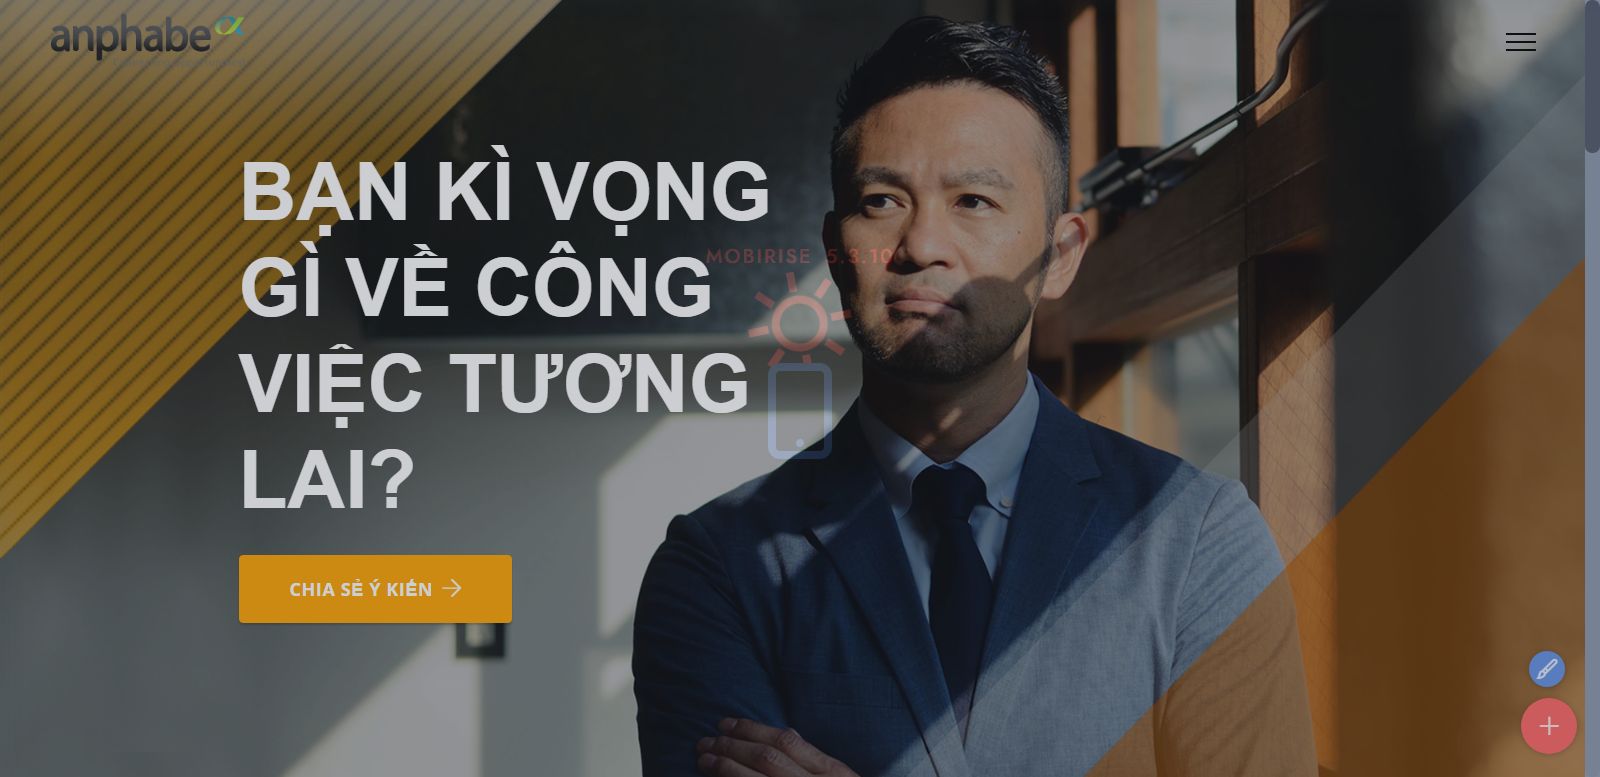 anphabe
MOBIRISE 5.3.10
BẠN KÌ VỌNG
GÌ VỀ CÔNG
VIỆC TƯƠNG
LAI?
CHIA SẺ Ý KIẾN